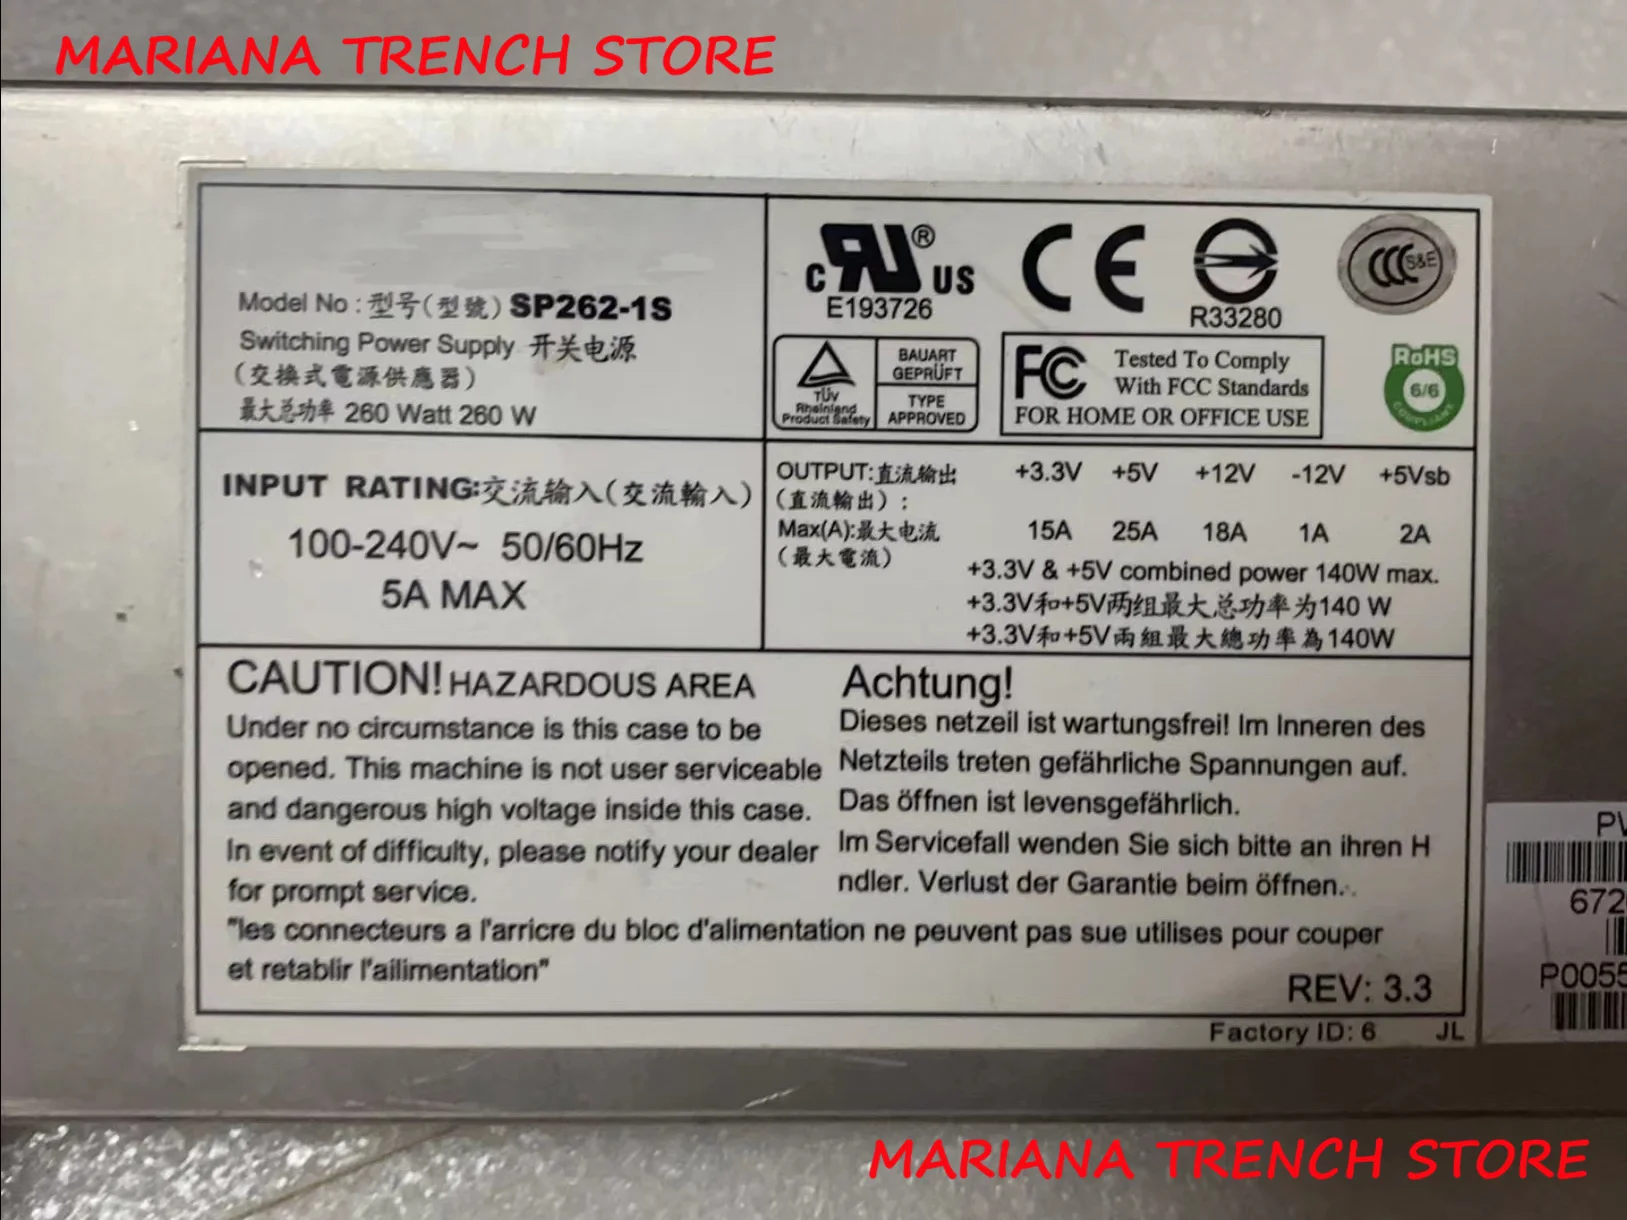 MARIANA TRENCH STORE
Model No : 型号(型號) SP262-1S
Switching Power Supply 开关电源
(交换式電源供應器)
最大总功率 260 Watt 260 W
c RU ® US
E193726
CE
R33280
CCC S&E
TÜV
Rheinland
Product Safety
BAUART
GEPRÜFT
TYPE
APPROVED
FC Tested To Comply
With FCC Standards
FOR HOME OR OFFICE USE
RoHS
6/6
COMPLIANT
INPUT RATING:交流输入(交流輸入)
100-240V~ 50/60Hz
5A MAX
OUTPUT:直流输出 +3.3V +5V +12V -12V +5Vsb
(直流輸出) :
Max(A):最大电流 15A 25A 18A 1A 2A
(最大電流)
+3.3V & +5V combined power 140W max.
+3.3V和+5V两组最大总功率为140 W
+3.3V和+5V兩組最大總功率為140W
CAUTION! HAZARDOUS AREA
Under no circumstance is this case to be
opened. This machine is not user serviceable
and dangerous high voltage inside this case.
In event of difficulty, please notify your dealer
for prompt service.
Achtung!
Dieses netzeil ist wartungsfrei! Im Inneren des
Netzteils treten gefährliche Spannungen auf.
Das öffnen ist levensgefährlich.
Im Servicefall wenden Sie sich bitte an ihren H
ndler. Verlust der Garantie beim öffnen..
"les connecteurs a l'arricre du bloc d'alimentation ne peuvent pas sue utilises pour couper
et retablir l'ailimentation"
REV: 3.3
Factory ID: 6 JL
672
P0055
MARIANA TRENCH STORE